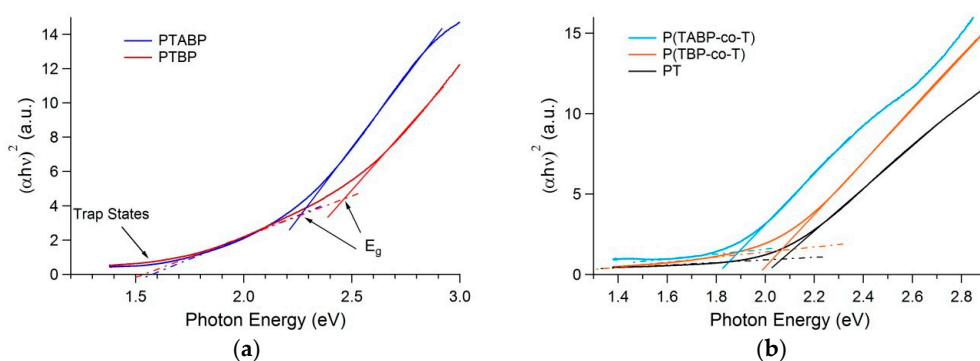 14
12
10
8
6
4
2
0
(αhν)² (a.u.)
PTABP
PTBP
Trap States
E_g
1.5
2.0
2.5
3.0
Photon Energy (eV)
(a)
15
10
5
0
(αhν)² (a.u.)
P(TABP-co-T)
P(TBP-co-T)
PT
1.4
1.6
1.8
2.0
2.2
2.4
2.6
2.8
Photon Energy (eV)
(b)